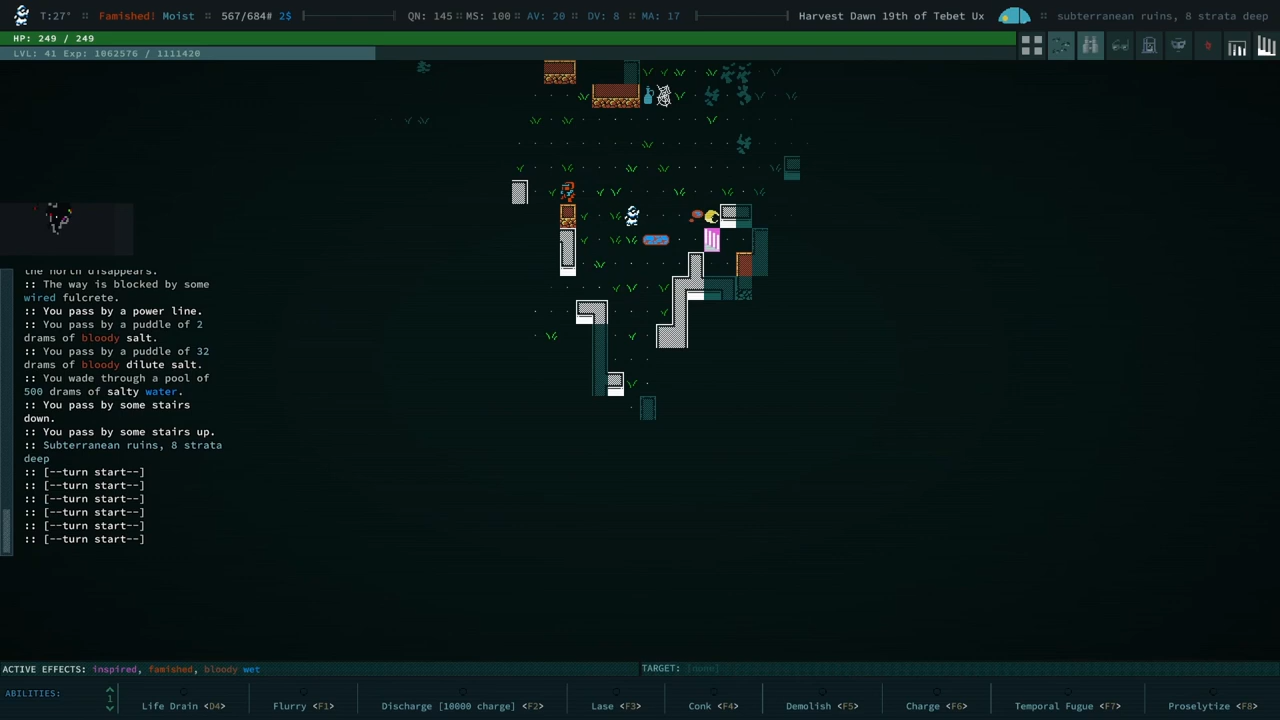 T:27° :: Famished! Moist :: 567/684# 2$ QN: 145 :: MS: 100 :: AV: 20 :: DV: 8 :: MA: 17 Harvest Dawn 19th of Tebet Ux :: subterranean ruins, 8 strata deep
HP: 249 / 249
LVL: 41 Exp: 1062576 / 1111420
the north disappears.
:: The way is blocked by some
wired fulcrete.
:: You pass by a power line.
:: You pass by a puddle of 2
drams of bloody salt.
:: You pass by a puddle of 32
drams of bloody dilute salt.
:: You wade through a pool of
500 drams of salty water.
:: You pass by some stairs
down.
:: You pass by some stairs up.
:: Subterranean ruins, 8 strata
deep
:: [--turn start--]
:: [--turn start--]
:: [--turn start--]
:: [--turn start--]
:: [--turn start--]
:: [--turn start--]
ACTIVE EFFECTS: inspired, famished, bloody wet
TARGET: [none]
ABILITIES: 1 Life Drain <D4> Flurry <F1> Discharge [10000 charge] <F2> Lase <F3> Conk <F4> Demolish <F5> Charge <F6> Temporal Fugue <F7> Proselytize <F8>